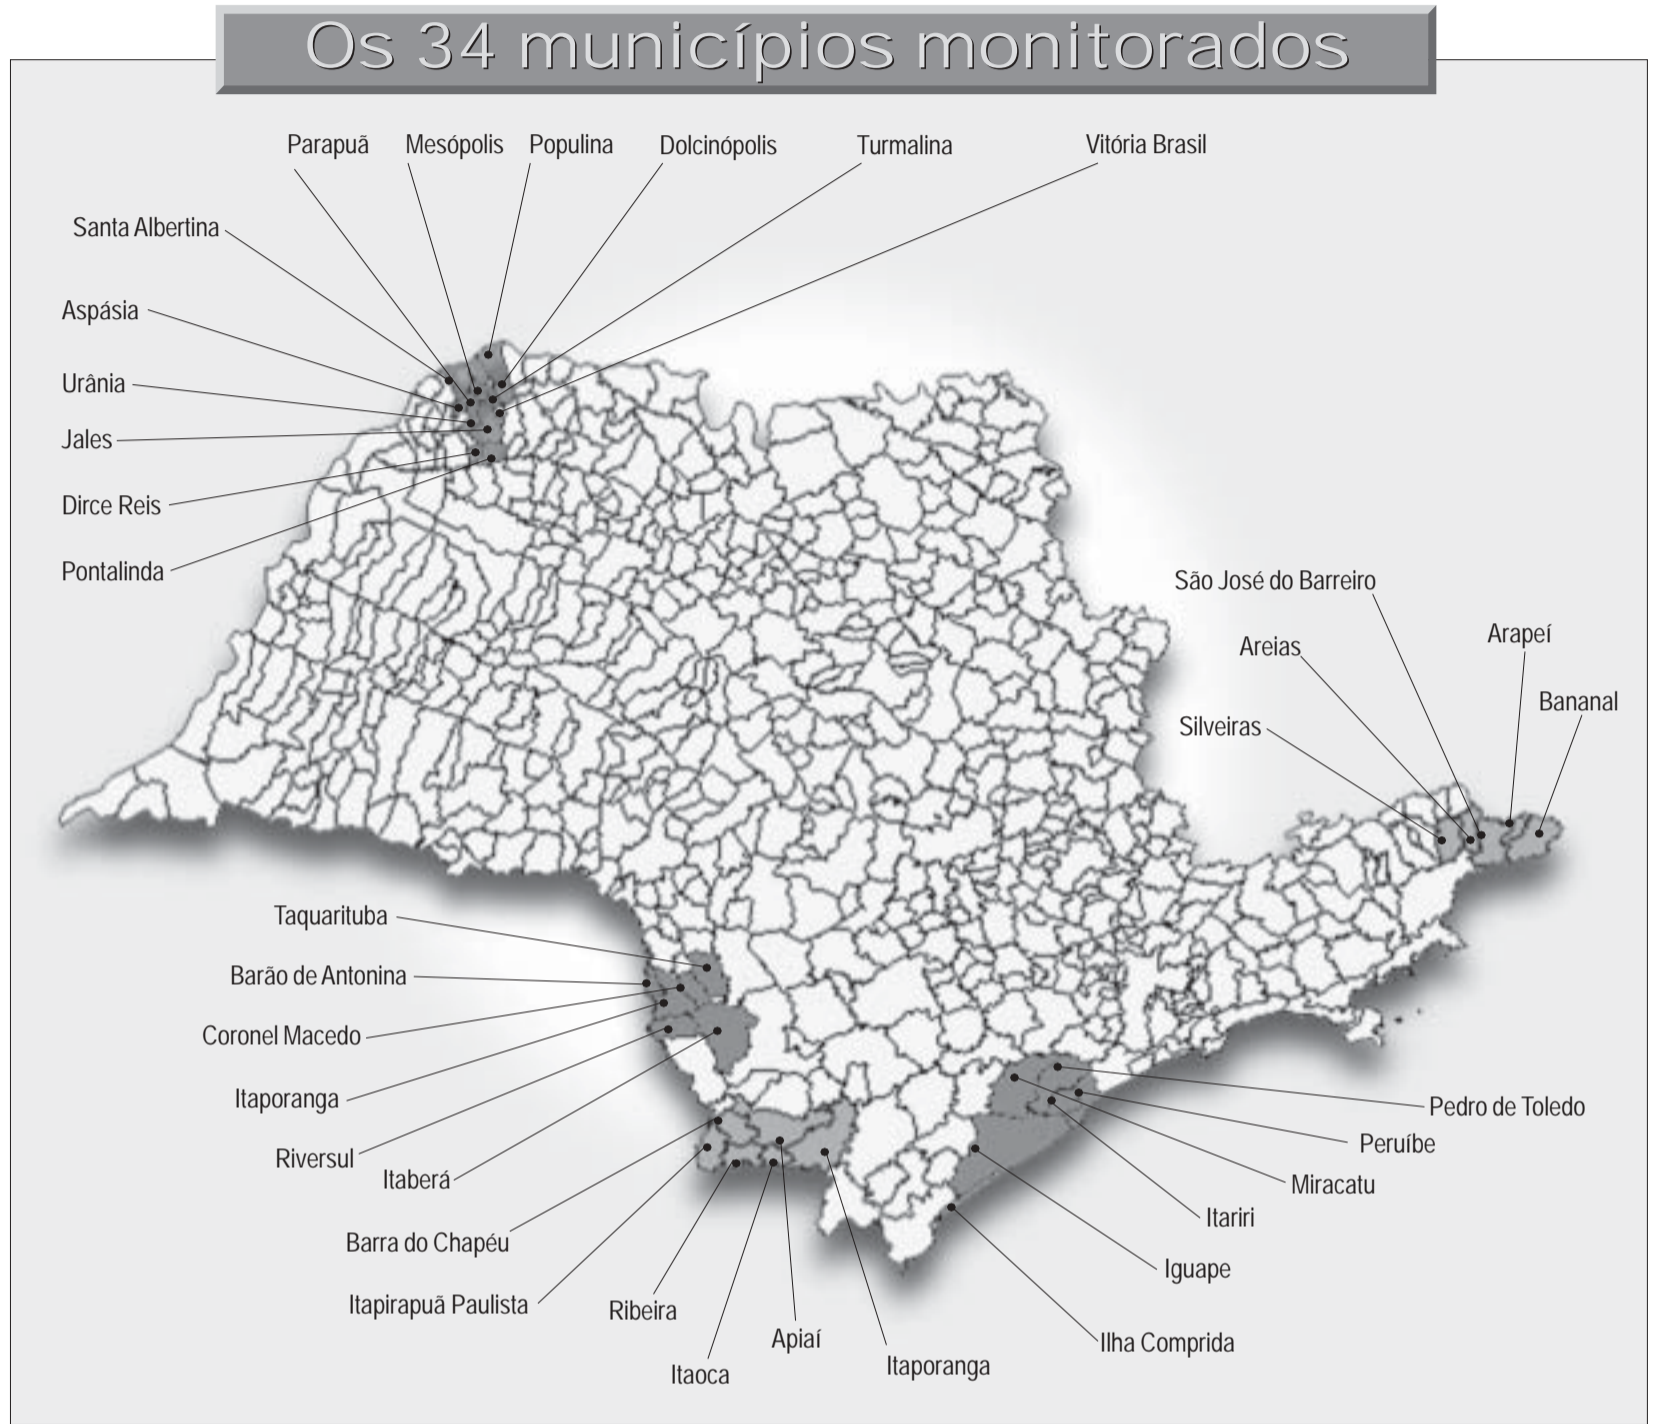 Os 34 municípios monitorados
Parapuã
Mesópolis
Populina
Dolcinópolis
Turmalina
Vitória Brasil
Santa Albertina
Aspásia
Urânia
Jales
Dirce Reis
Pontalinda
São José do Barreiro
Arapeí
Areias
Bananal
Silveiras
Taquarituba
Barão de Antonina
Coronel Macedo
Itaporanga
Riversul
Itaberá
Barra do Chapéu
Itapirapuã Paulista
Ribeira
Itaoca
Apiaí
Itaporanga
Pedro de Toledo
Peruíbe
Miracatu
Itariri
Iguape
Ilha Comprida